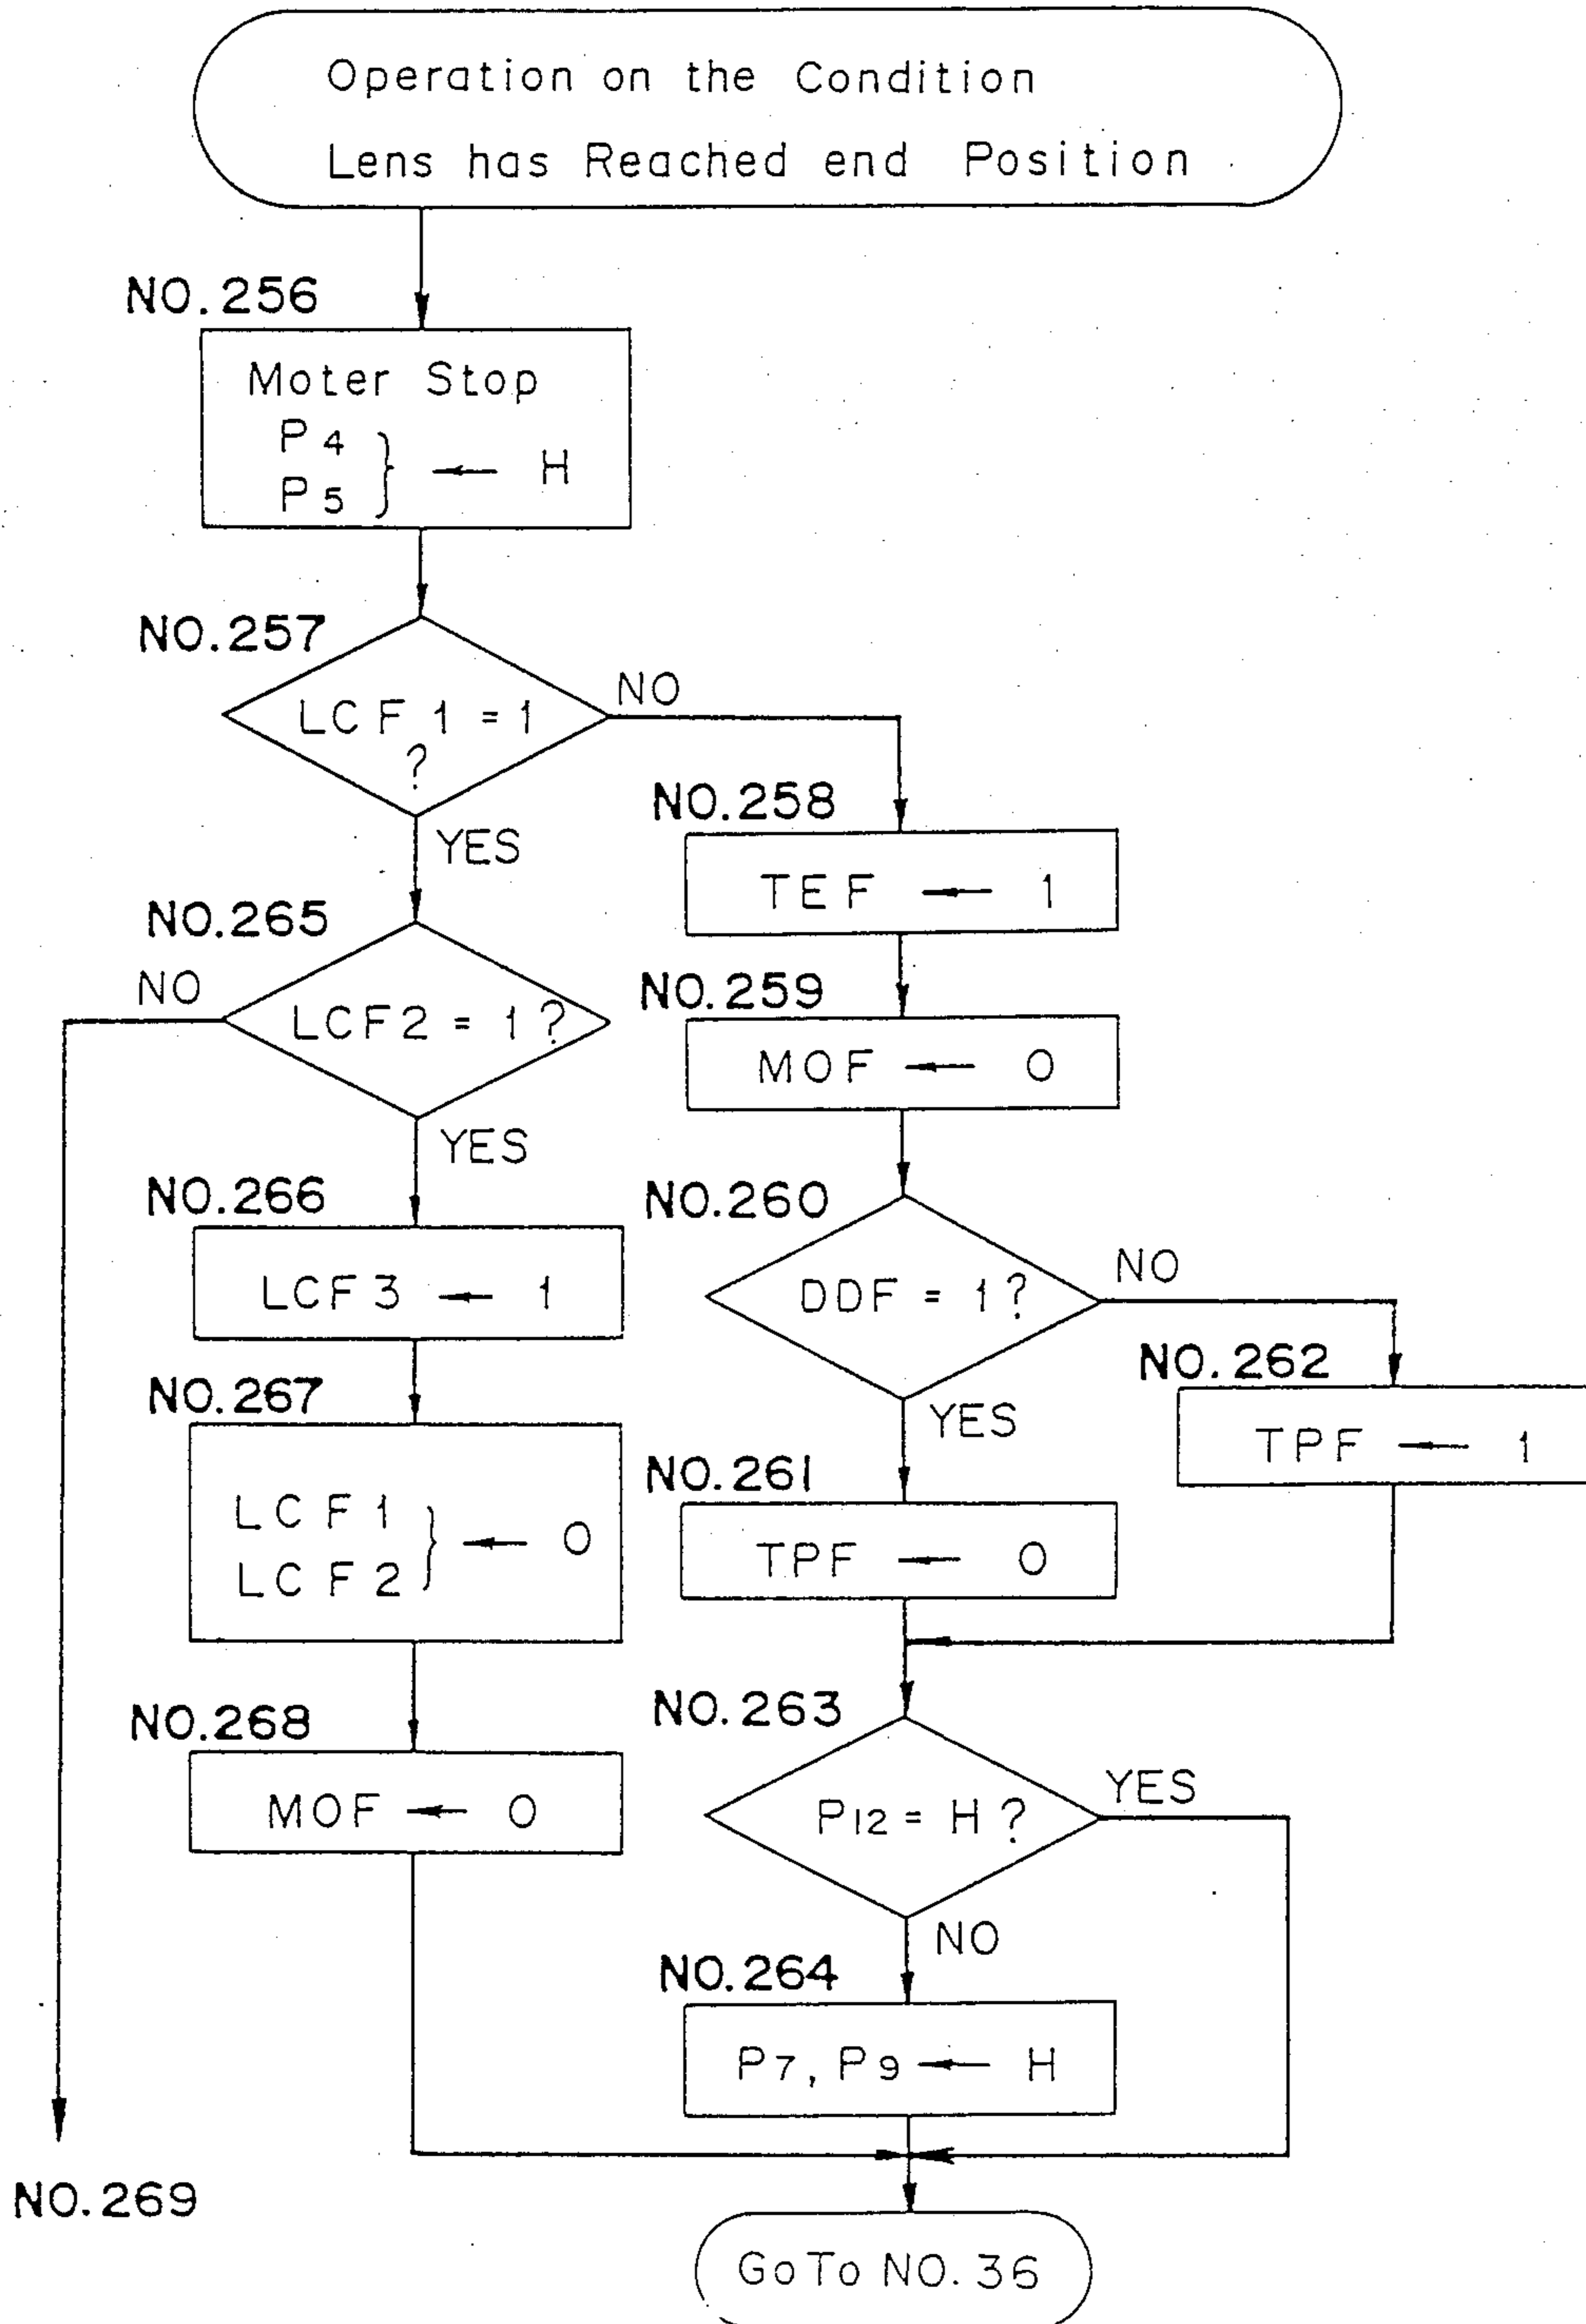 Operation on the Condition
Lens has Reached end Position
NO. 256
Moter Stop
P4
P5 } ← H
NO. 257
LCF 1 = 1
?
NO
YES
NO. 258
TEF ← 1
NO. 265
LCF2 = 1 ?
NO
YES
NO. 259
MOF ← 0
NO. 260
DDF = 1 ?
NO
YES
NO. 266
LCF3 ← 1
NO. 262
TPF ← 1
NO. 267
LCF1
LCF2 } ← 0
NO. 261
TPF ← 0
NO. 268
MOF ← 0
NO. 263
P12 = H ?
YES
NO
NO. 264
P7, P9 ← H
NO. 269
GoTo NO. 36